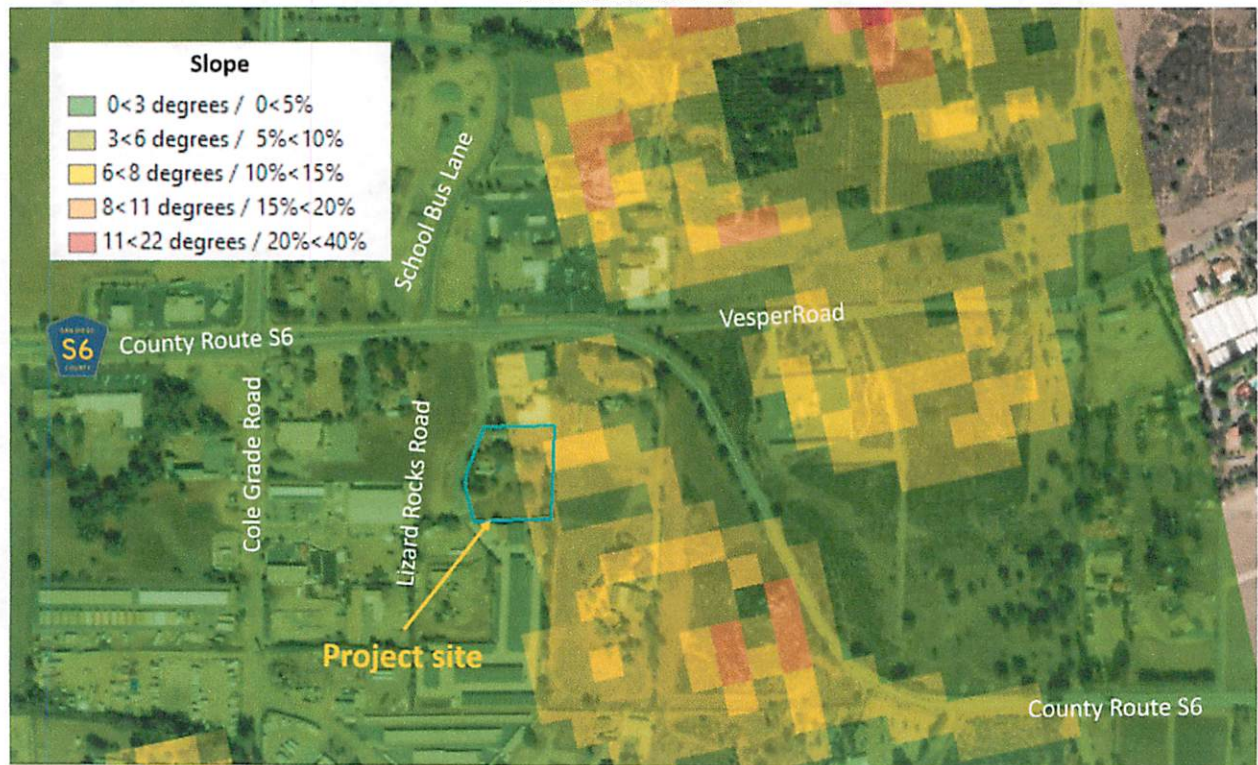 Slope
0<3 degrees / 0<5%
3<6 degrees / 5%<10%
6<8 degrees / 10%<15%
8<11 degrees / 15%<20%
11<22 degrees / 20%<40%
School Bus Lane
VesperRoad
S6
COUNTY
County Route S6
Cole Grade Road
Lizard Rocks Road
Project site
County Route S6